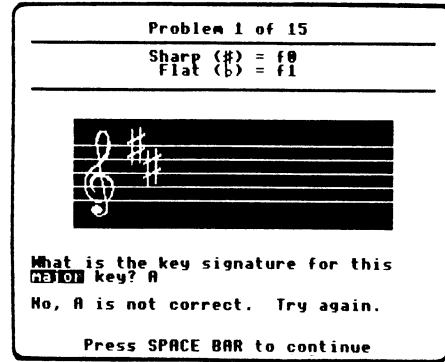 Problem 1 of 15
Sharp (♯) = f0
Flat (♭) = f1
What is the key signature for this
major key? A
No, A is not correct. Try again.
Press SPACE BAR to continue